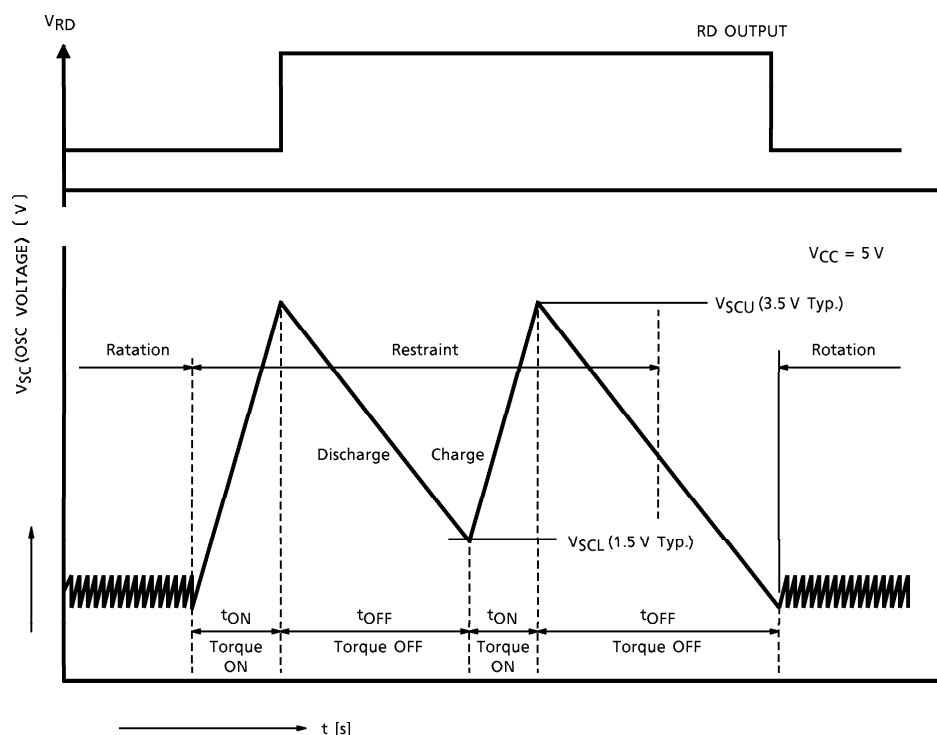 VRD
RD OUTPUT
VSC (OSC VOLTAGE) (V)
VCC = 5 V
VSCU (3.5 V Typ.)
Ratation
Restraint
Rotation
Discharge
Charge
VSCL (1.5 V Typ.)
tON
tOFF
tON
tOFF
Torque
ON
Torque OFF
Torque
ON
Torque OFF
t [s]